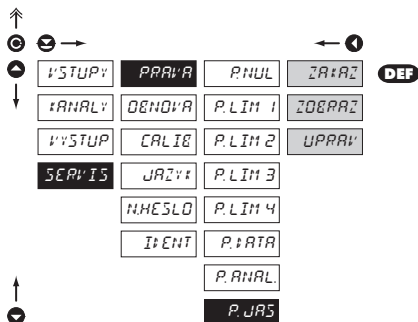 VSTUPY PRAVA P.NUL ZAKAZ DEF
KANALY OBNOVA P.LIM 1 ZOBRAZ
VYSTUP CALIB P.LIM 2 UPRAV
SERVIS JAZYK P.LIM 3
N.HESLO P.LIM 4
IDENT P.DATA
P.ANAL.
P.JAS